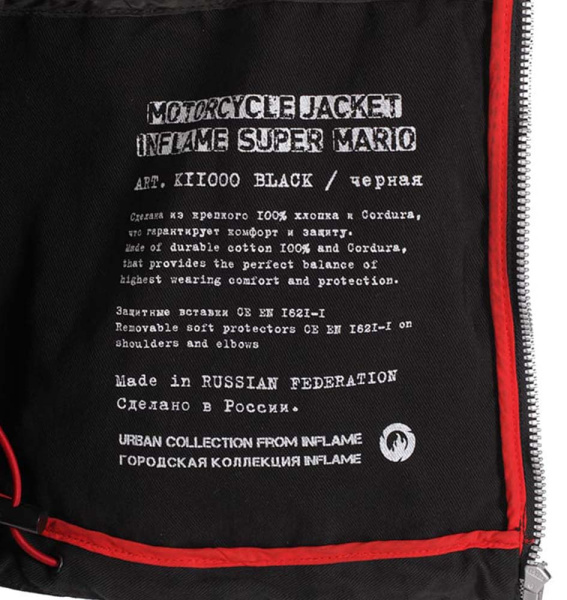 MOTORCYCLE JACKET
INFLAME SUPER MARIO
ART. K11000 BLACK / черная
Сделана из крепкого 100% хлопка и Cordura,
что гарантирует комфорт и защиту.
Made of durable cotton 100% and Cordura,
that provides the perfect balance of
highest wearing comfort and protection.
Защитные вставки CE EN 1621-1
Removable soft protectors CE EN 1621-1 on
shoulders and elbows
Made in RUSSIAN FEDERATION
Сделано в России.
URBAN COLLECTION FROM INFLAME
ГОРОДСКАЯ КОЛЛЕКЦИЯ INFLAME